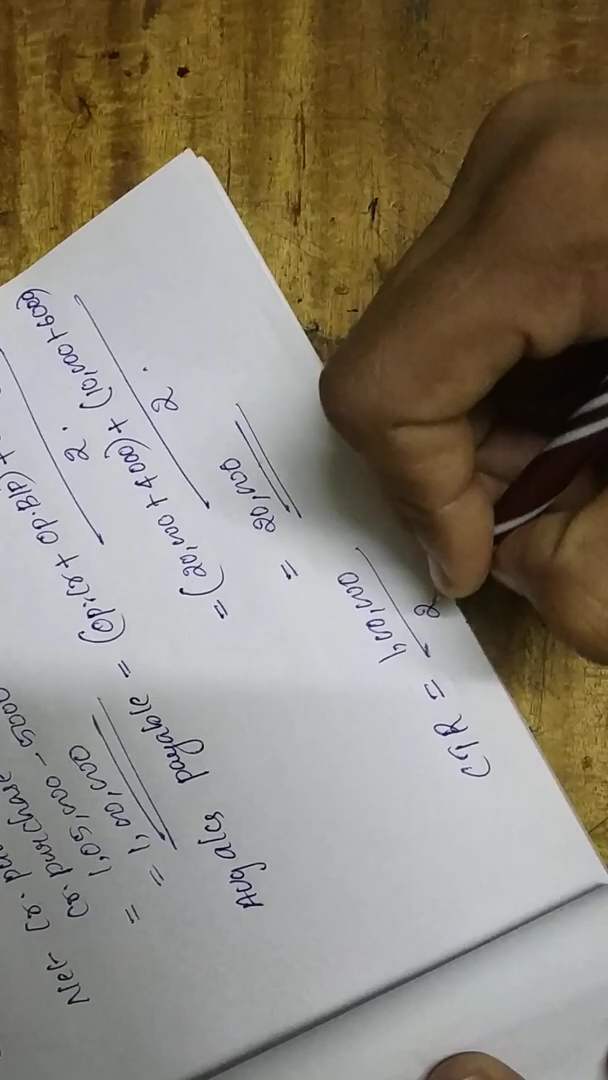 Net Cr. pu
Cr. purchase
= 1,05,000 - 5000
= 1,00,000
Avg a/cs payable = (Op. Cr + Op. B/P) +
2
= (20,000 + 4000) + (10,000 + 6000)
2
= 20,000
CTR = 1,00,000
2